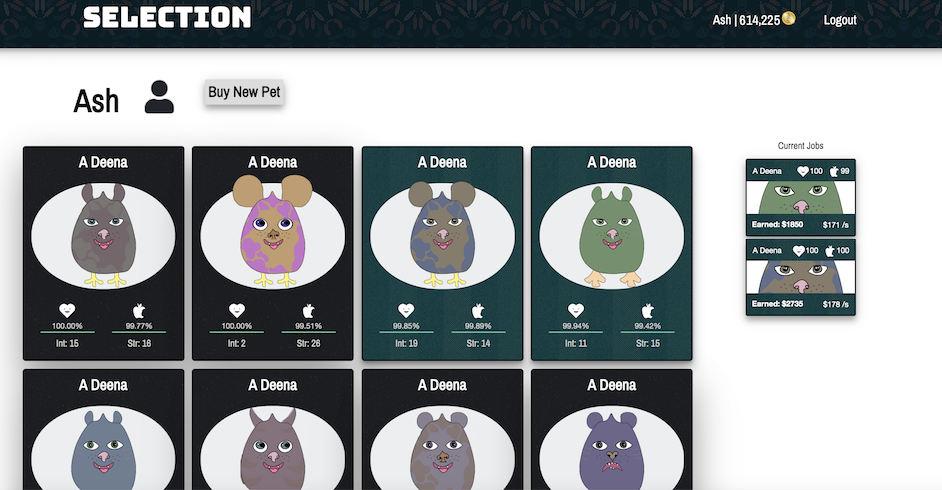 SELECTION
Ash | 614,225
Logout
Ash
Buy New Pet
A Deena
100.00%
99.77%
Int: 15
Str: 16
A Deena
100.00%
99.51%
Int: 2
Str: 26
A Deena
99.85%
99.89%
Int: 19
Str: 14
A Deena
99.94%
99.42%
Int: 11
Str: 15
A Deena
A Deena
A Deena
A Deena
Current Jobs
A Deena 100 99
Earned: $1850 $171 /s
A Deena 100 100
Earned: $2735 $178 /s